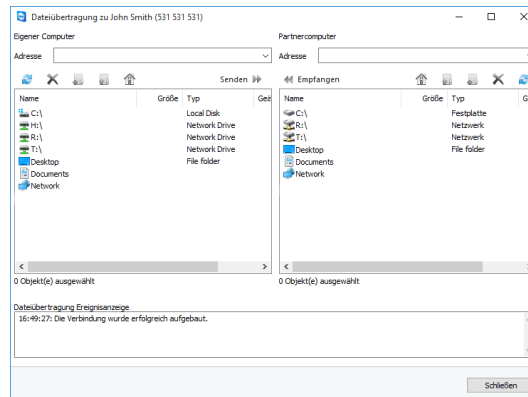 Dateiübertragung zu John Smith (531 531 531)
Eigener Computer
Adresse
Senden
Name Größe Typ
C:\ Local Disk
H:\ Network Drive
R:\ Network Drive
T:\ Network Drive
Desktop File folder
Documents
Network
0 Objekt(e) ausgewählt
Partnercomputer
Adresse
Empfangen
Name Größe Typ G
C:\ Festplatte
R:\ Netzwerk
T:\ Netzwerk
Desktop File folder
Documents
Network
0 Objekt(e) ausgewählt
Dateiübertragung Ereignisanzeige
16:49:27: Die Verbindung wurde erfolgreich aufgebaut.
Schließen